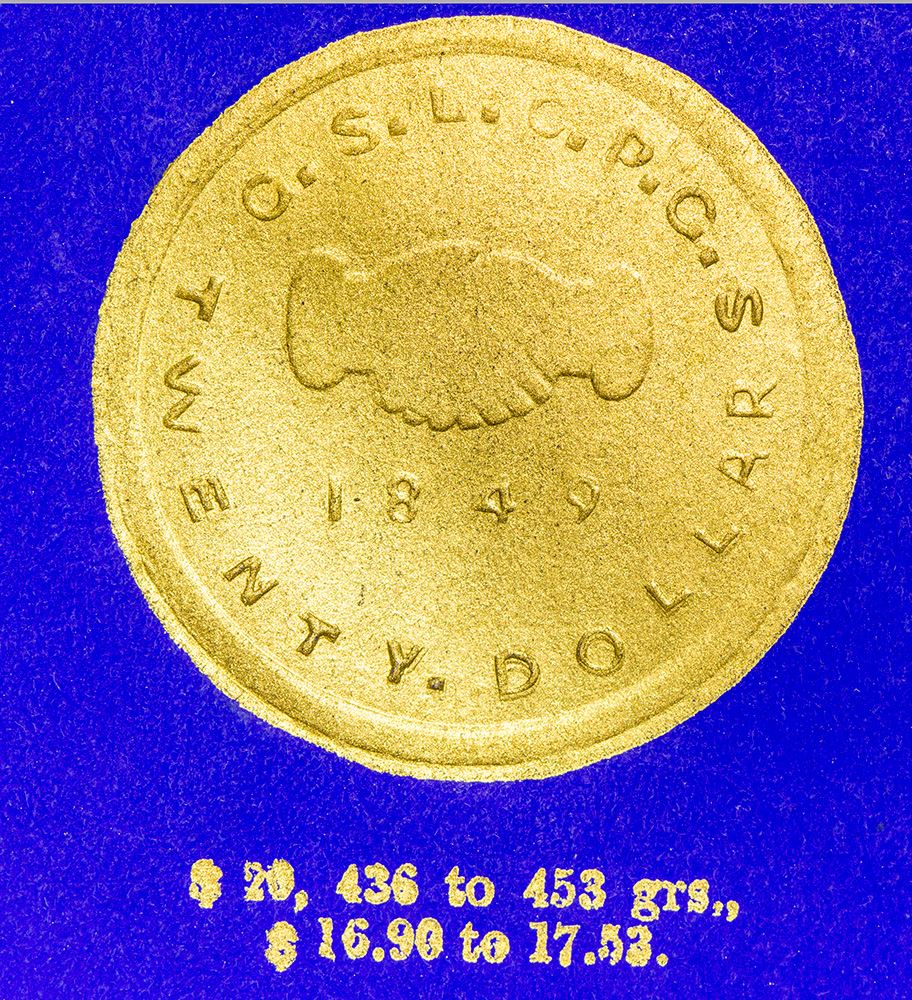 G. S. L. C. P. G.
TWENTY. DOLLARS
1849
$ 20, 436 to 453 grs.,
$ 16.90 to 17.53.